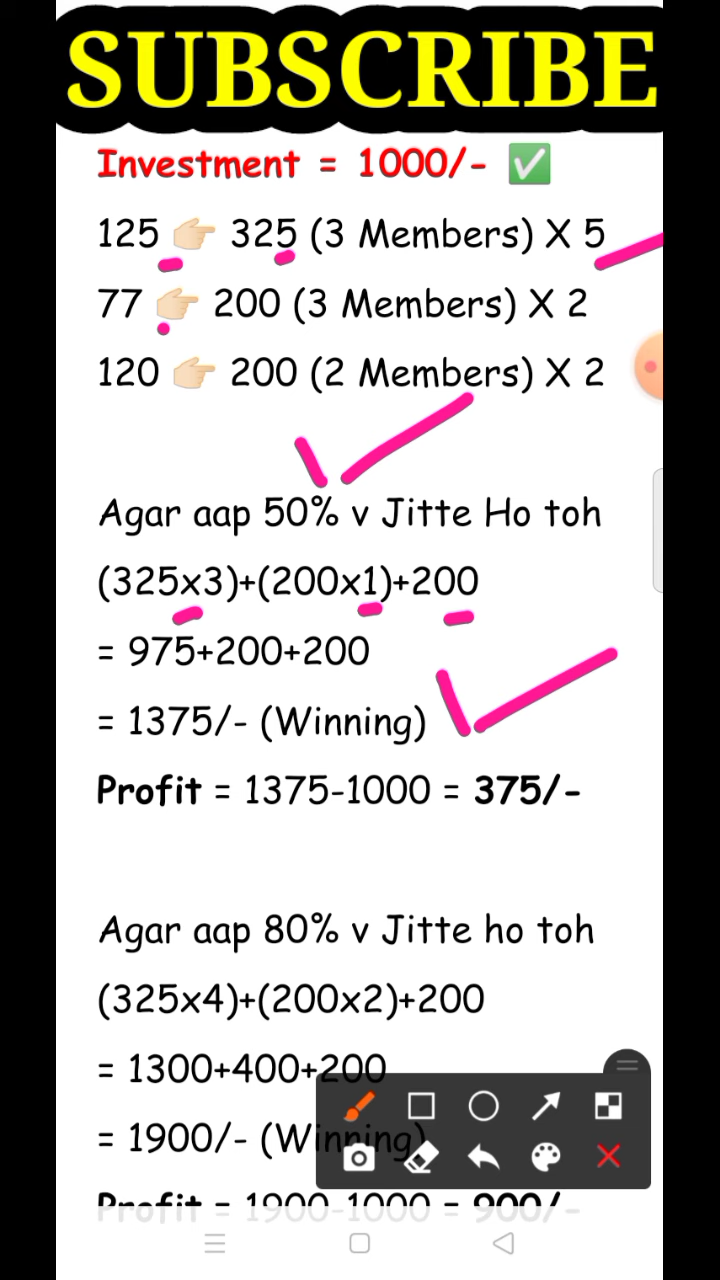 SUBSCRIBE
Investment = 1000/- ✅
125 👉🏻 325 (3 Members) X 5
77 👉🏻 200 (3 Members) X 2
120 👉🏻 200 (2 Members) X 2
Agar aap 50% v Jitte Ho toh
(325x3)+(200x1)+200
= 975+200+200
= 1375/- (Winning)
Profit = 1375-1000 = 375/-
Agar aap 80% v Jitte ho toh
(325x4)+(200x2)+200
= 1300+400+200
= 1900/- (Winning)
Profit = 1900-1000 = 900/-